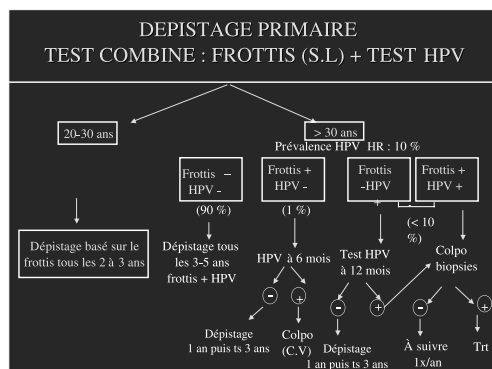 DEPISTAGE PRIMAIRE
TEST COMBINE : FROTTIS (S.L) + TEST HPV
20-30 ans
> 30 ans
Prévalence HPV HR : 10 %
Frottis –
HPV -
Frottis +
HPV -
Frottis
-HPV
+
Frottis +
HPV +
(90 %)
(1 %)
(< 10
%)
Dépistage basé sur le
frottis tous les 2 à 3 ans
Dépistage tous
les 3-5 ans
frottis + HPV
HPV à 6 mois
Test HPV
à 12 mois
Colpo
biopsies
-
+
-
+
-
+
Dépistage
1 an puis ts 3 ans
Colpo
(C.V)
Dépistage
1 an puis ts 3 ans
À suivre
1x/an
Trt